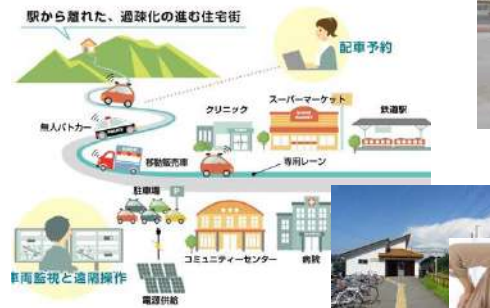 駅から離れた、過疎化の進む住宅街
配車予約
スーパーマーケット
クリニック
鉄道駅
無人パトカー
移動販売車
専用レーン
駐車場
P
コミュニティーセンター
病院
車両監視と遠隔操作
電源供給